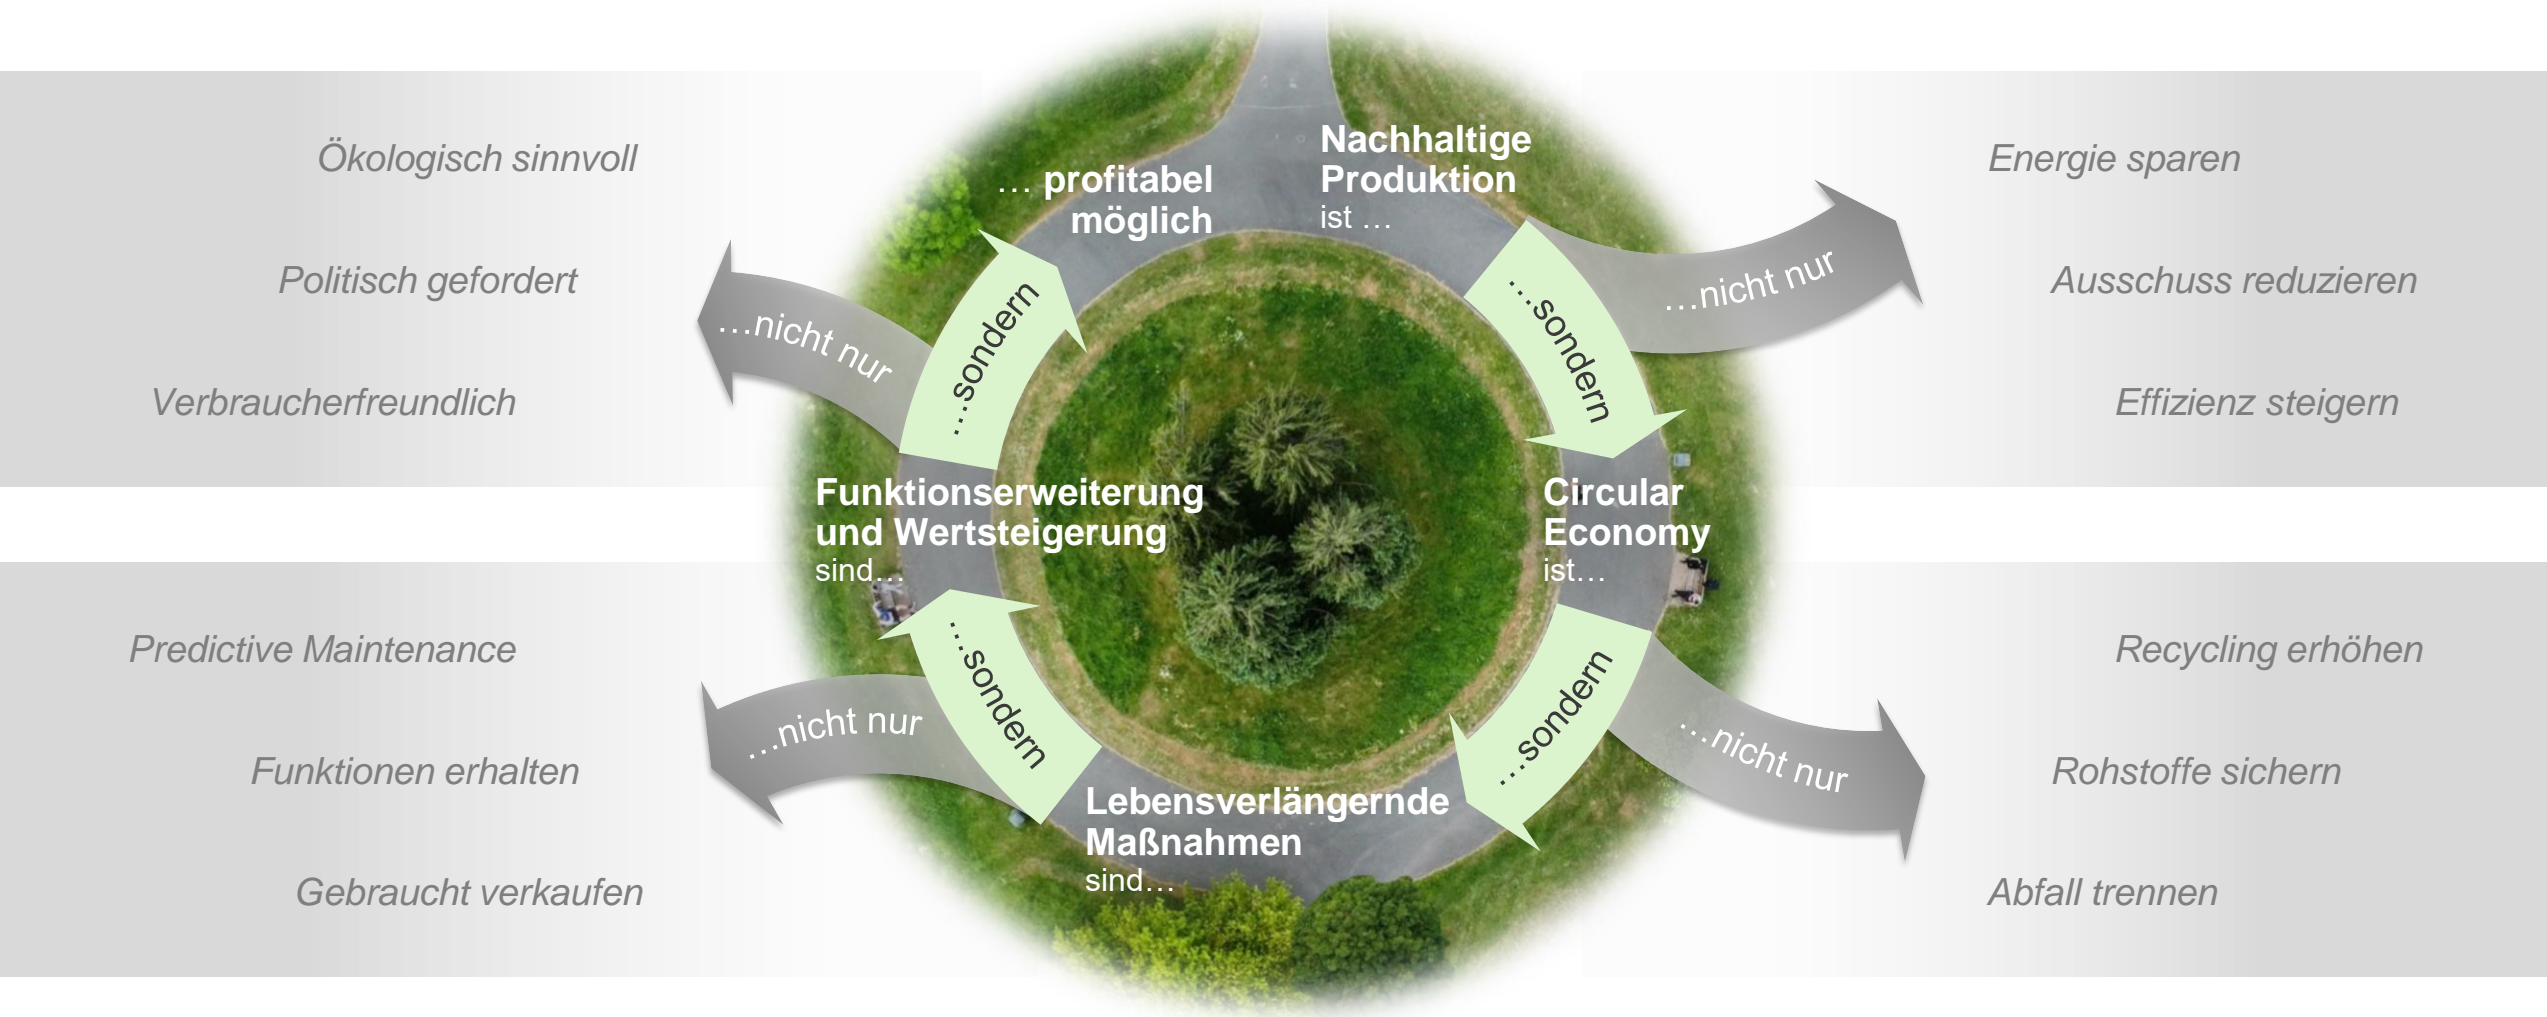 Nachhaltige
Produktion
ist …
…nicht nur
Energie sparen
Ausschuss reduzieren
Effizienz steigern
…sondern
Circular
Economy
ist…
…nicht nur
Recycling erhöhen
Rohstoffe sichern
Abfall trennen
…sondern
Lebensverlängernde
Maßnahmen
sind…
…nicht nur
Predictive Maintenance
Funktionen erhalten
Gebraucht verkaufen
…sondern
Funktionserweiterung
und Wertsteigerung
sind…
…nicht nur
Ökologisch sinnvoll
Politisch gefordert
Verbraucherfreundlich
…sondern
… profitabel
möglich